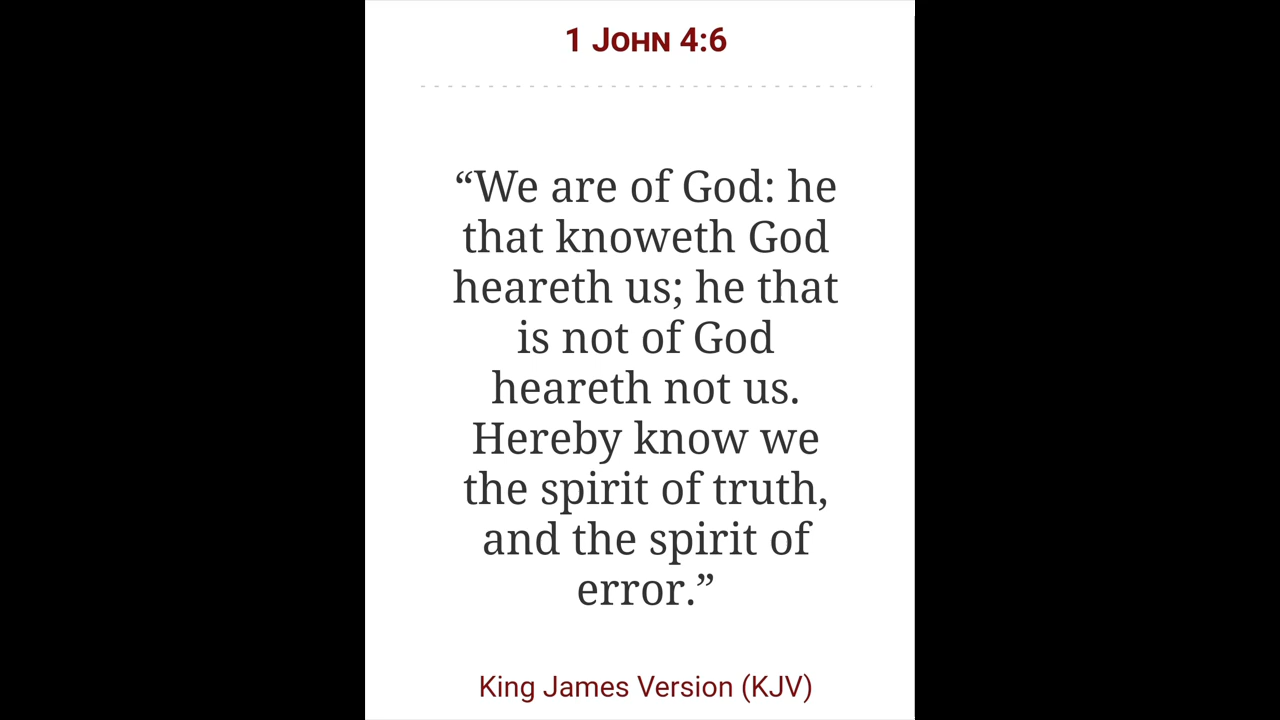 1 John 4:6
“We are of God: he
that knoweth God
heareth us; he that
is not of God
heareth not us.
Hereby know we
the spirit of truth,
and the spirit of
error.”
King James Version (KJV)